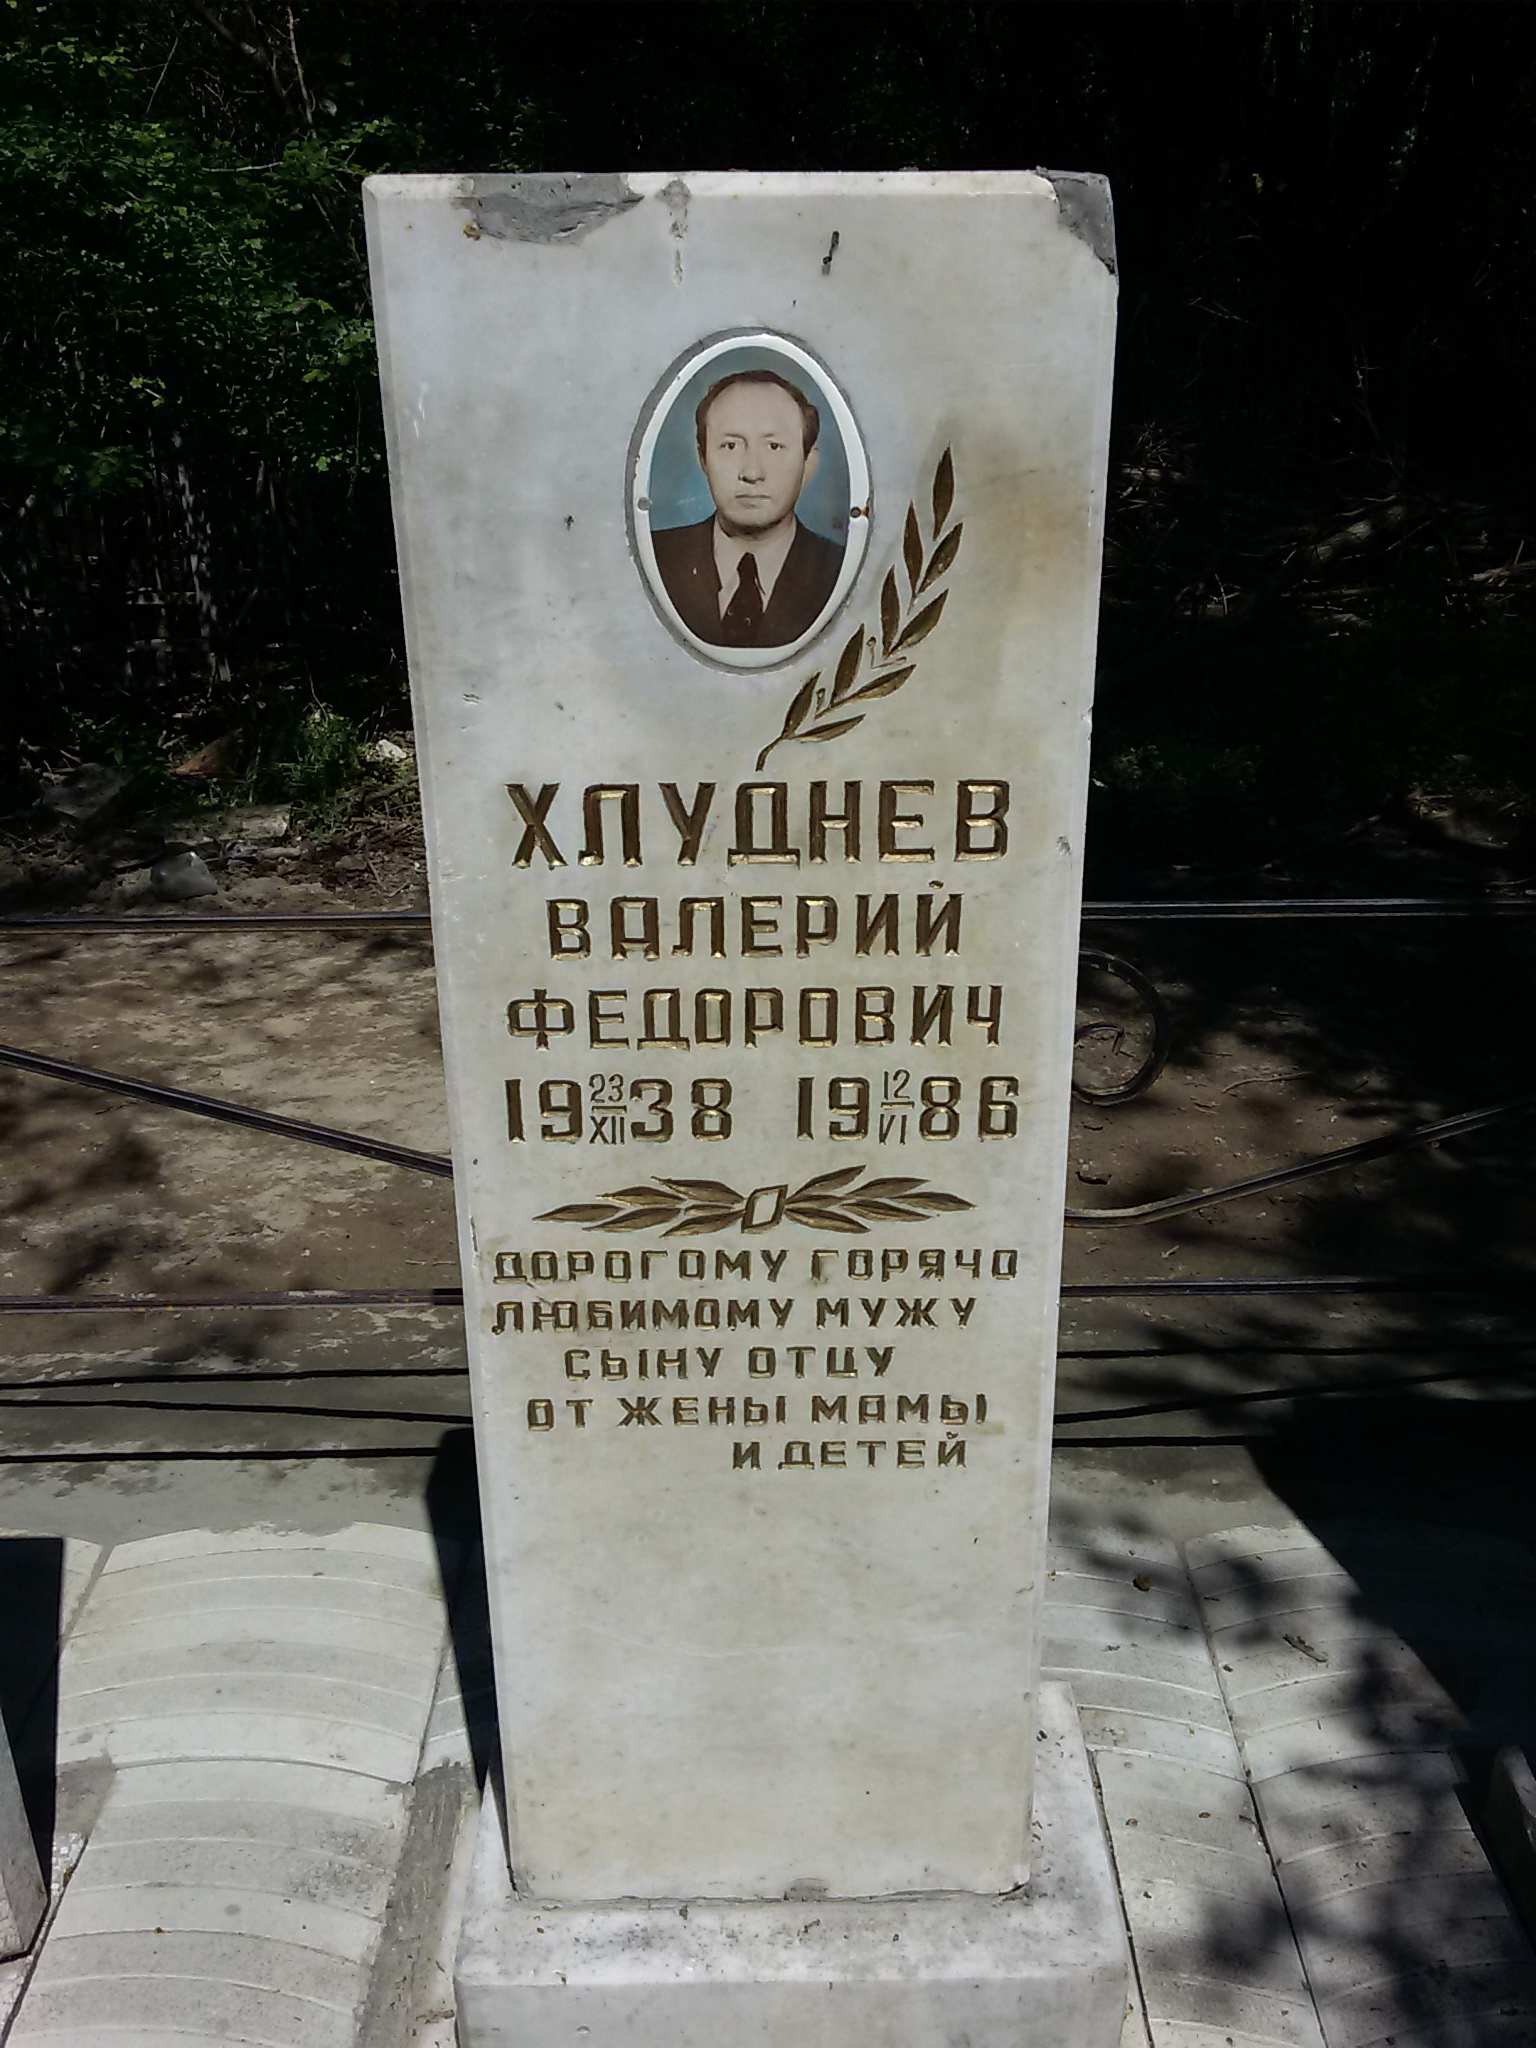 ХЛУДНЕВ
ВАЛЕРИЙ
ФЕДОРОВИЧ
19 23/XII 38 19 12/VI 86
ДОРОГОМУ ГОРЯЧО
ЛЮБИМОМУ МУЖУ
СЫНУ ОТЦУ
ОТ ЖЕНЫ МАМЫ
И ДЕТЕЙ